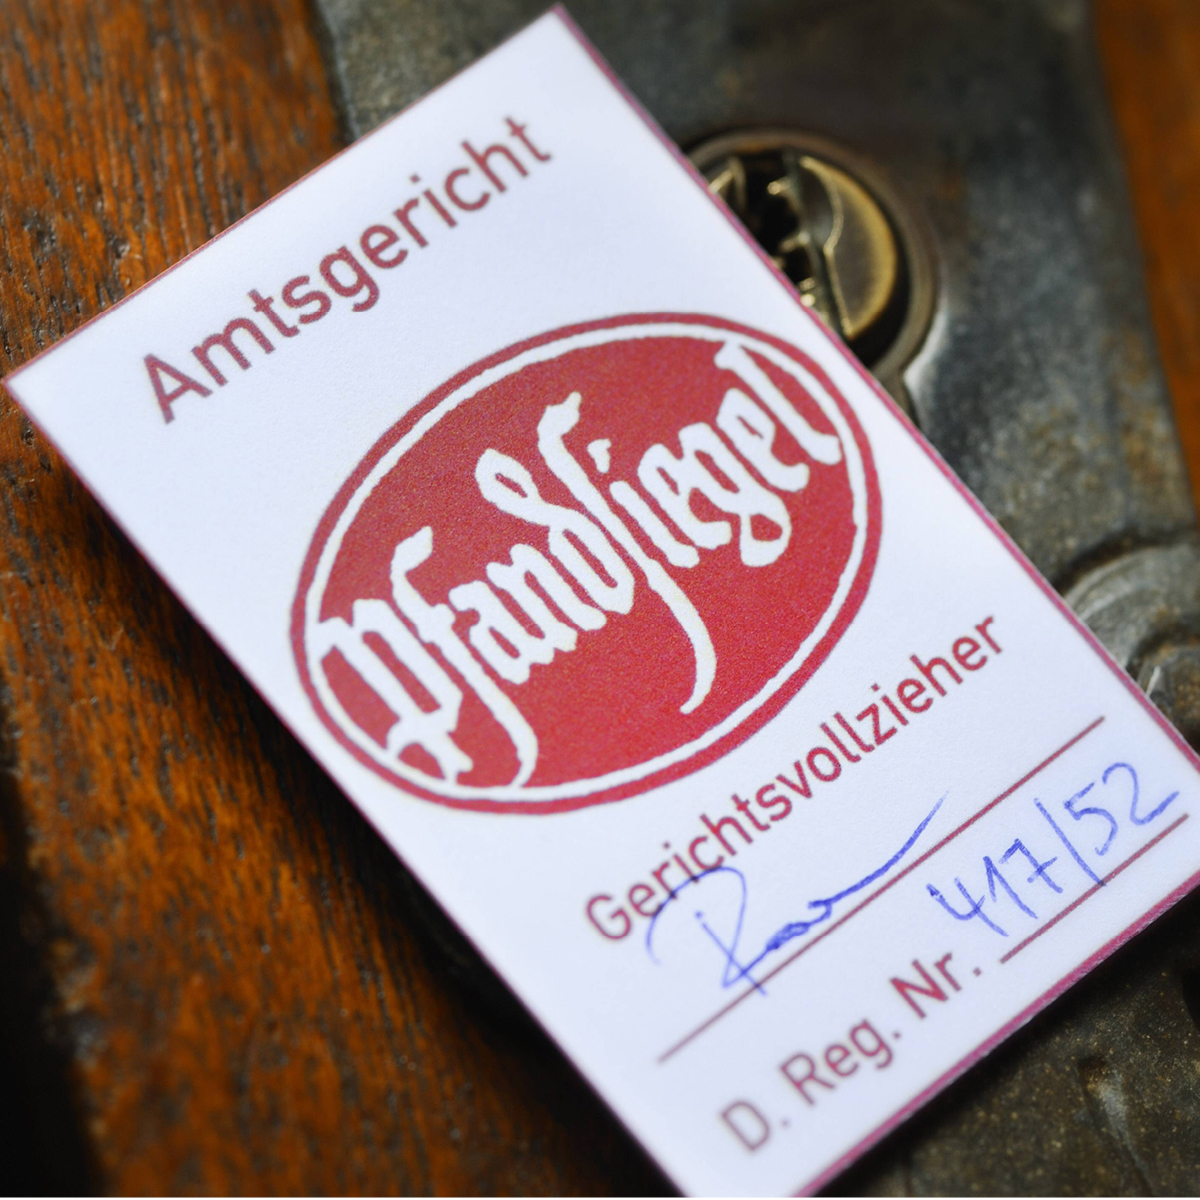 Amtsgericht
Pfandsiegel
Gerichtsvollzieher
D. Reg. Nr. 417/52